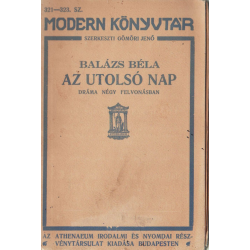 321—323. SZ.
MODERN KÖNYVTÁR
SZERKESZTI GÖMÖRI JENŐ
BALÁZS BÉLA
AZ UTOLSÓ NAP
DRÁMA NÉGY FELVONÁSBAN
AZ ATHENAEUM IRODALMI ÉS NYOMDAI RÉSZ-
VÉNYTÁRSULAT KIADÁSA BUDAPESTEN